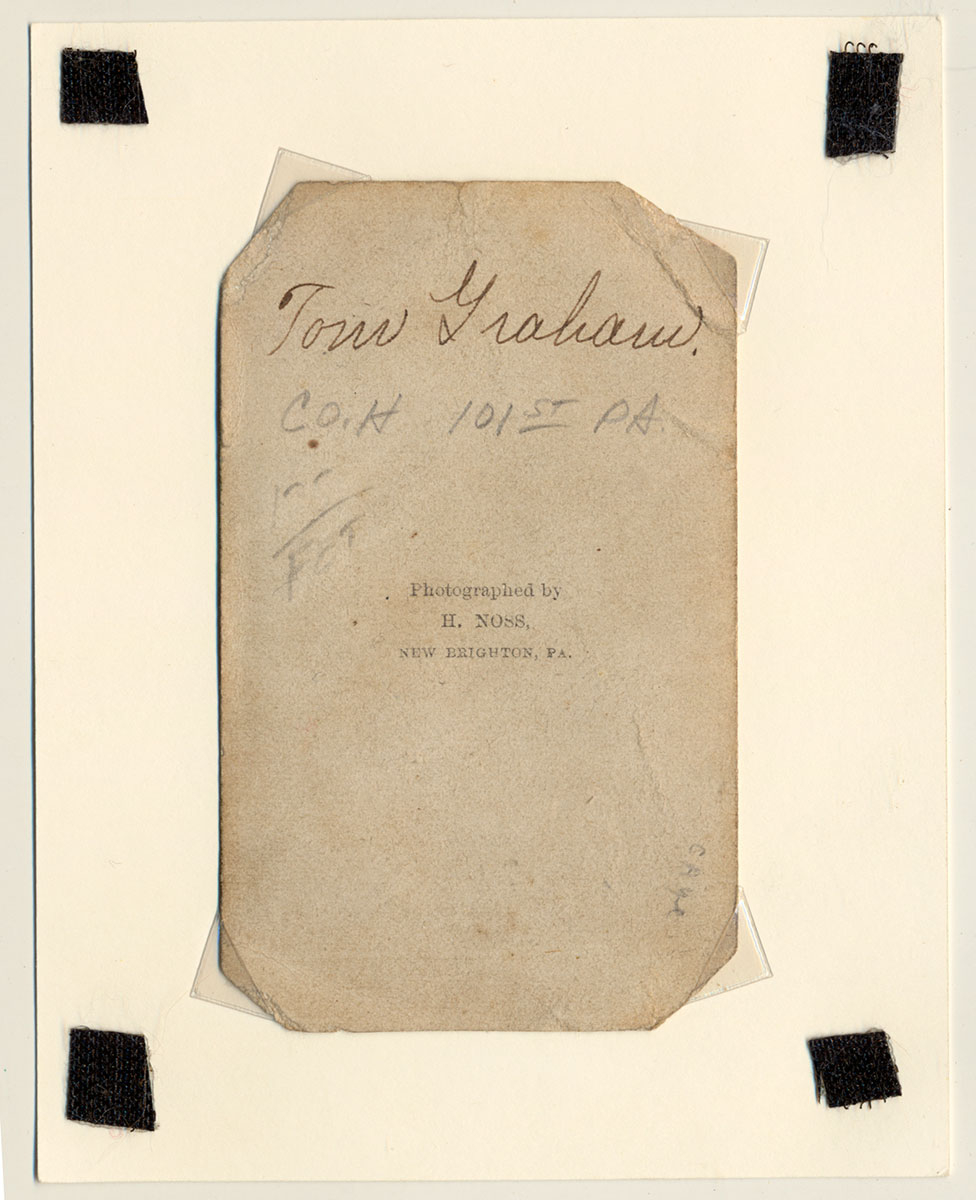 Tom Graham.
CO. H 101ST PA
Photographed by
H. NOSS,
NEW BRIGHTON, PA.